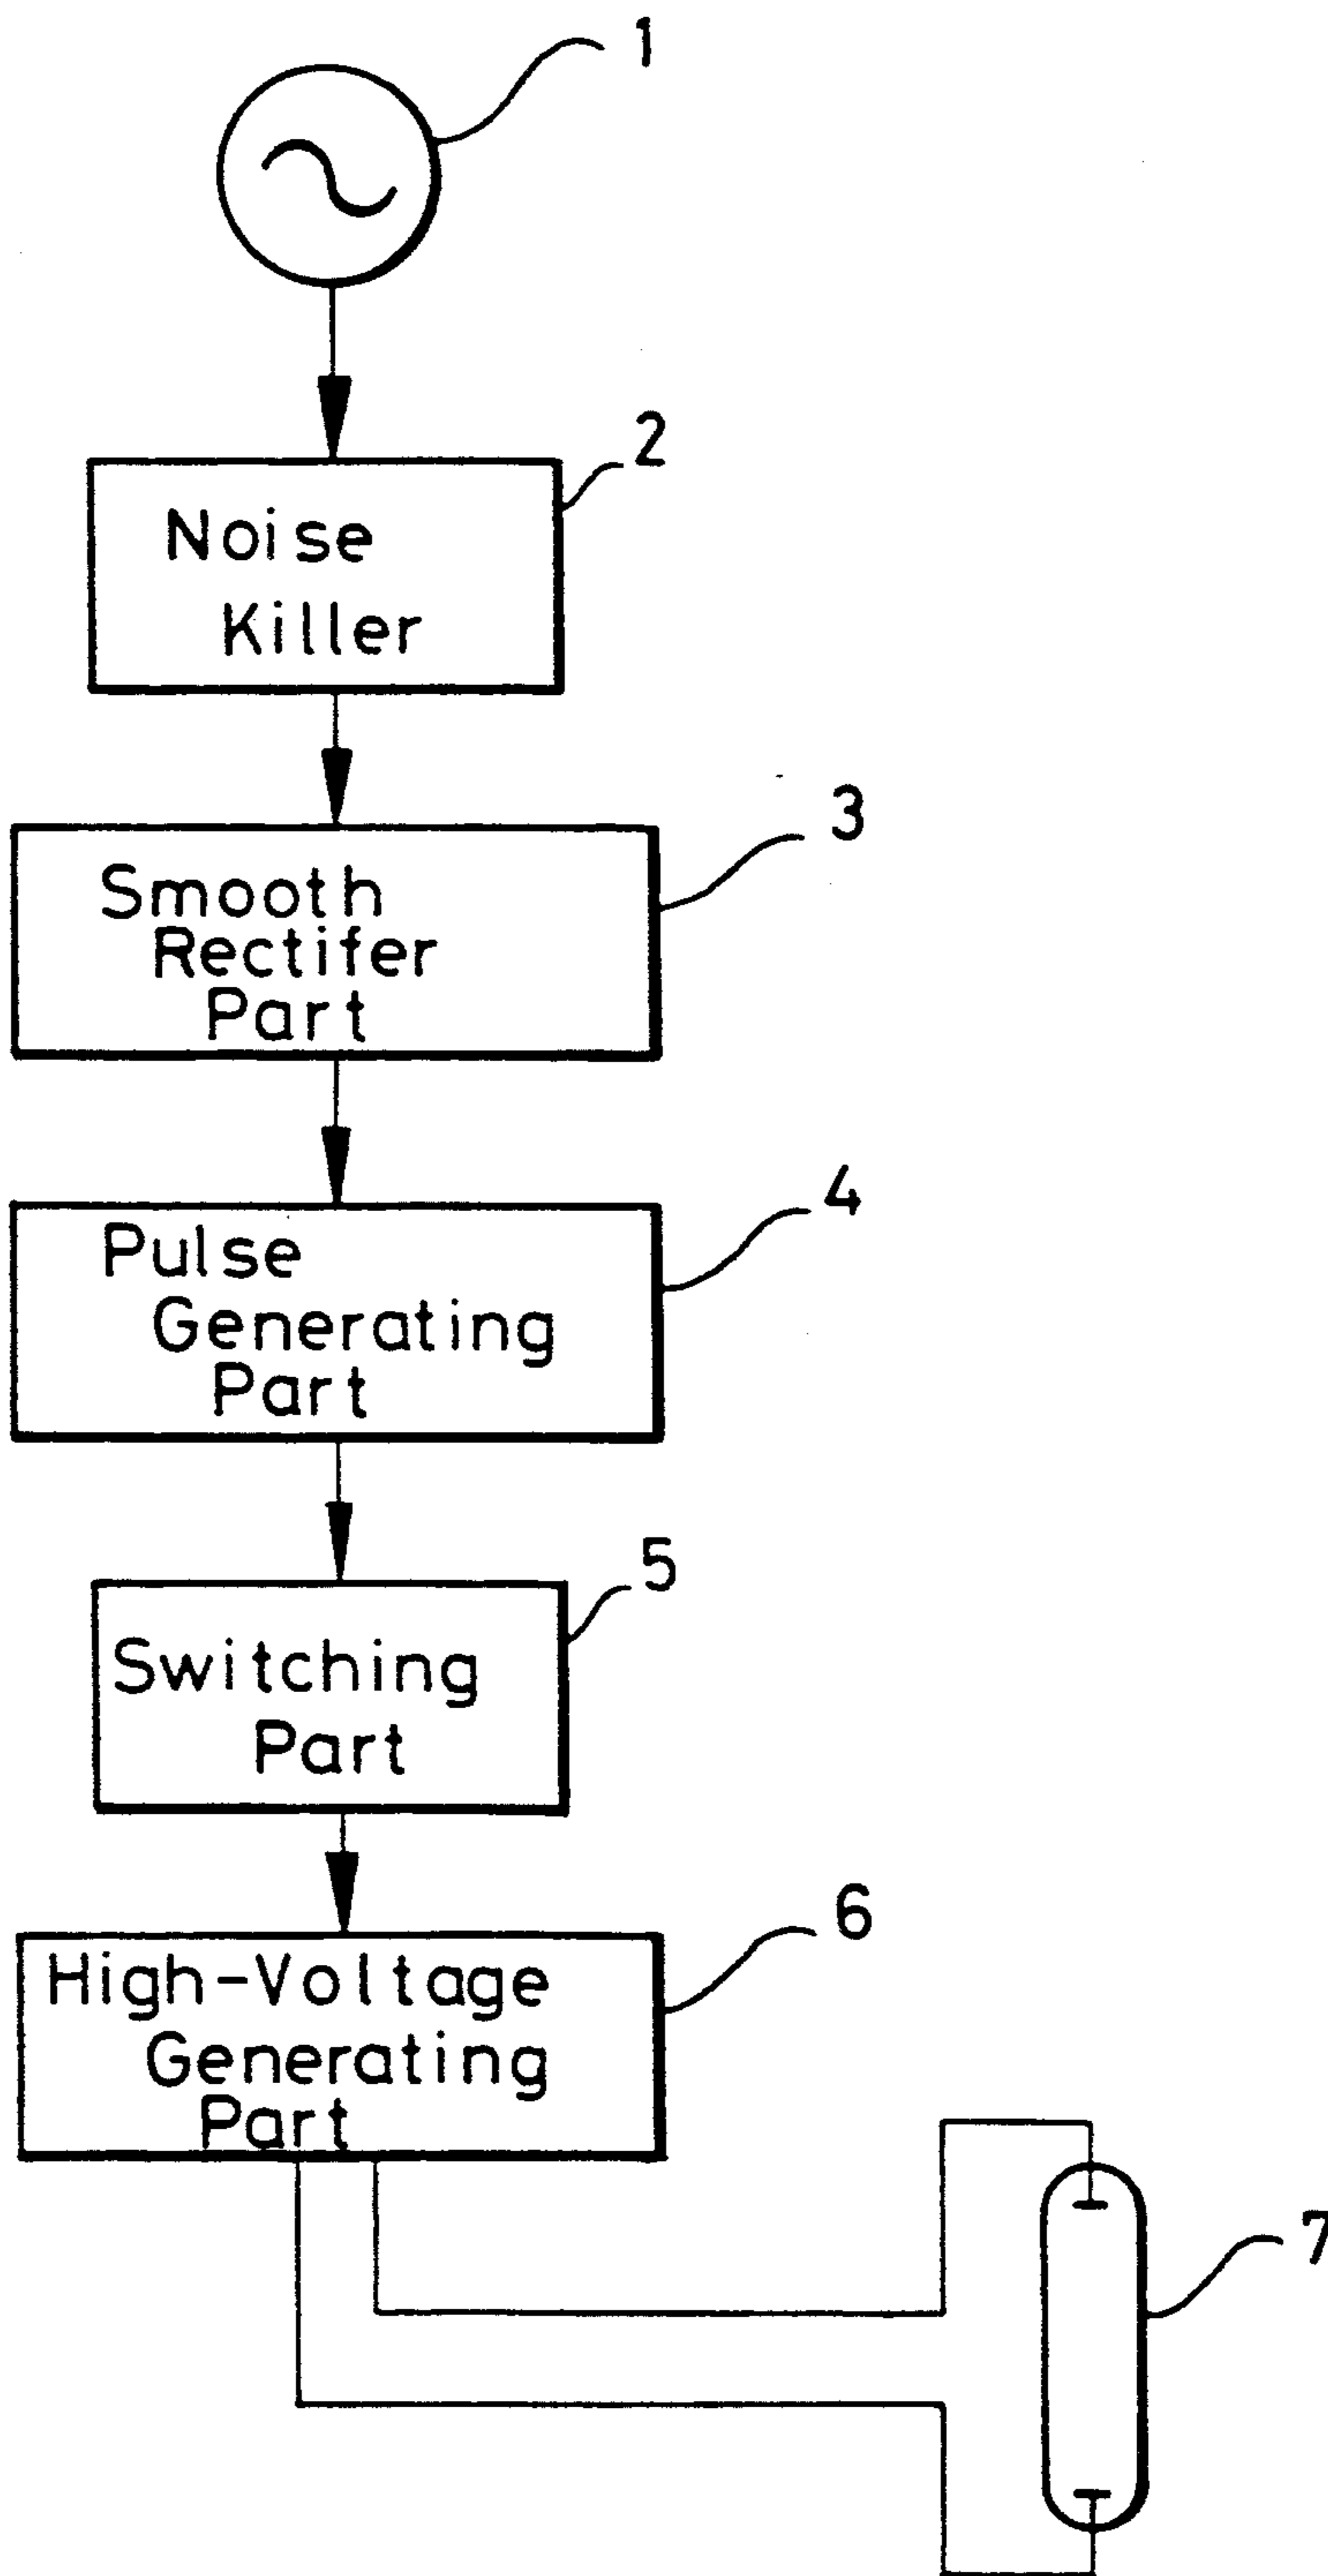 1
2
Noise
Killer
3
Smooth
Rectifer
Part
4
Pulse
Generating
Part
5
Switching
Part
6
High-Voltage
Generating
Part
7